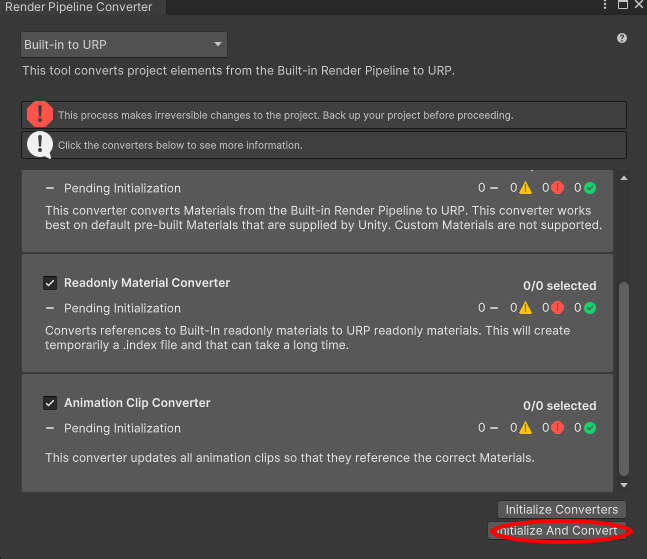 Render Pipeline Converter
Built-in to URP
This tool converts project elements from the Built-in Render Pipeline to URP.
This process makes irreversible changes to the project. Back up your project before proceeding.
Click the converters below to see more information.
Pending Initialization 0 0 0 0
This converter converts Materials from the Built-in Render Pipeline to URP. This converter works
best on default pre-built Materials that are supplied by Unity. Custom Materials are not supported.
Readonly Material Converter 0/0 selected
Pending Initialization 0 0 0 0
Converts references to Built-In readonly materials to URP readonly materials. This will create
temporarily a .index file and that can take a long time.
Animation Clip Converter 0/0 selected
Pending Initialization 0 0 0 0
This converter updates all animation clips so that they reference the correct Materials.
Initialize Converters
Initialize And Convert